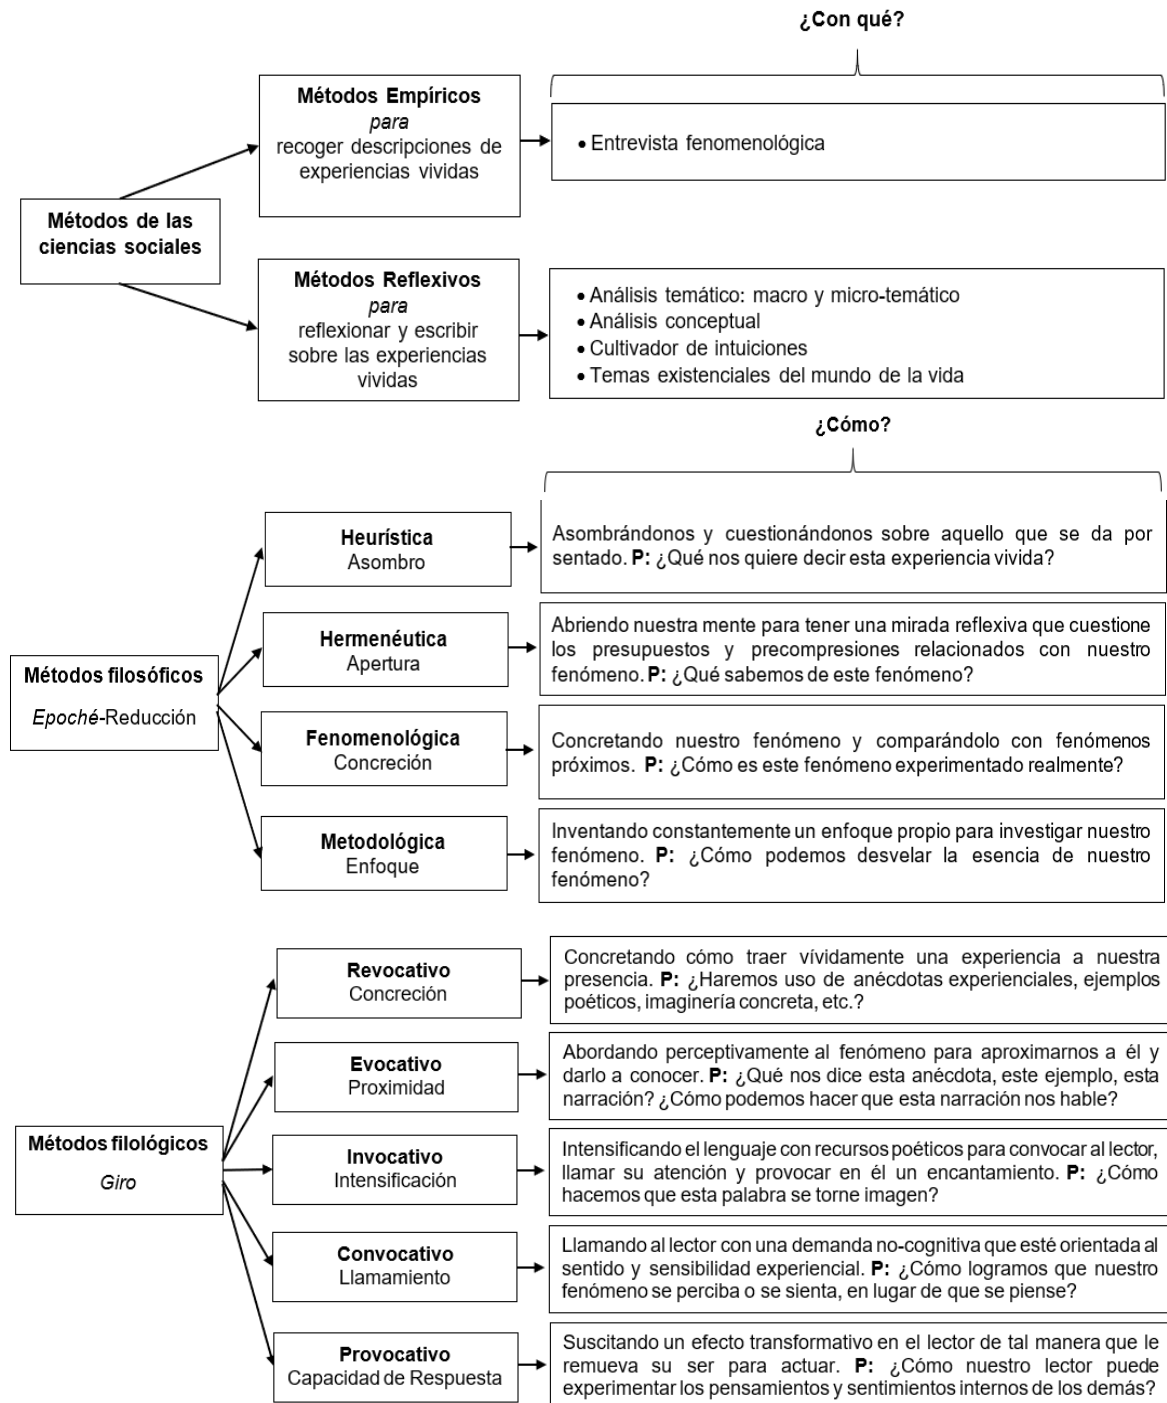 ¿Con qué?
Métodos Empíricos
para
recoger descripciones de
experiencias vividas
• Entrevista fenomenológica
Métodos de las
ciencias sociales
Métodos Reflexivos
para
reflexionar y escribir
sobre las experiencias
vividas
• Análisis temático: macro y micro-temático
• Análisis conceptual
• Cultivador de intuiciones
• Temas existenciales del mundo de la vida
¿Cómo?
Heurística
Asombro
Asombrándonos y cuestionándonos sobre aquello que se da por
sentado. P: ¿Qué nos quiere decir esta experiencia vivida?
Hermenéutica
Apertura
Abriendo nuestra mente para tener una mirada reflexiva que cuestione
los presupuestos y precompresiones relacionados con nuestro
fenómeno. P: ¿Qué sabemos de este fenómeno?
Métodos filosóficos
Epoché-Reducción
Fenomenológica
Concreción
Concretando nuestro fenómeno y comparándolo con fenómenos
próximos. P: ¿Cómo es este fenómeno experimentado realmente?
Metodológica
Enfoque
Inventando constantemente un enfoque propio para investigar nuestro
fenómeno. P: ¿Cómo podemos desvelar la esencia de nuestro
fenómeno?
Revocativo
Concreción
Concretando cómo traer vívidamente una experiencia a nuestra
presencia. P: ¿Haremos uso de anécdotas experienciales, ejemplos
poéticos, imaginería concreta, etc.?
Evocativo
Proximidad
Abordando perceptivamente al fenómeno para aproximarnos a él y
darlo a conocer. P: ¿Qué nos dice esta anécdota, este ejemplo, esta
narración? ¿Cómo podemos hacer que esta narración nos hable?
Métodos filológicos
Giro
Invocativo
Intensificación
Intensificando el lenguaje con recursos poéticos para convocar al lector,
llamar su atención y provocar en él un encantamiento. P: ¿Cómo
hacemos que esta palabra se torne imagen?
Convocativo
Llamamiento
Llamando al lector con una demanda no-cognitiva que esté orientada al
sentido y sensibilidad experiencial. P: ¿Cómo logramos que nuestro
fenómeno se perciba o se sienta, en lugar de que se piense?
Provocativo
Capacidad de Respuesta
Suscitando un efecto transformativo en el lector de tal manera que le
remueva su ser para actuar. P: ¿Cómo nuestro lector puede
experimentar los pensamientos y sentimientos internos de los demás?